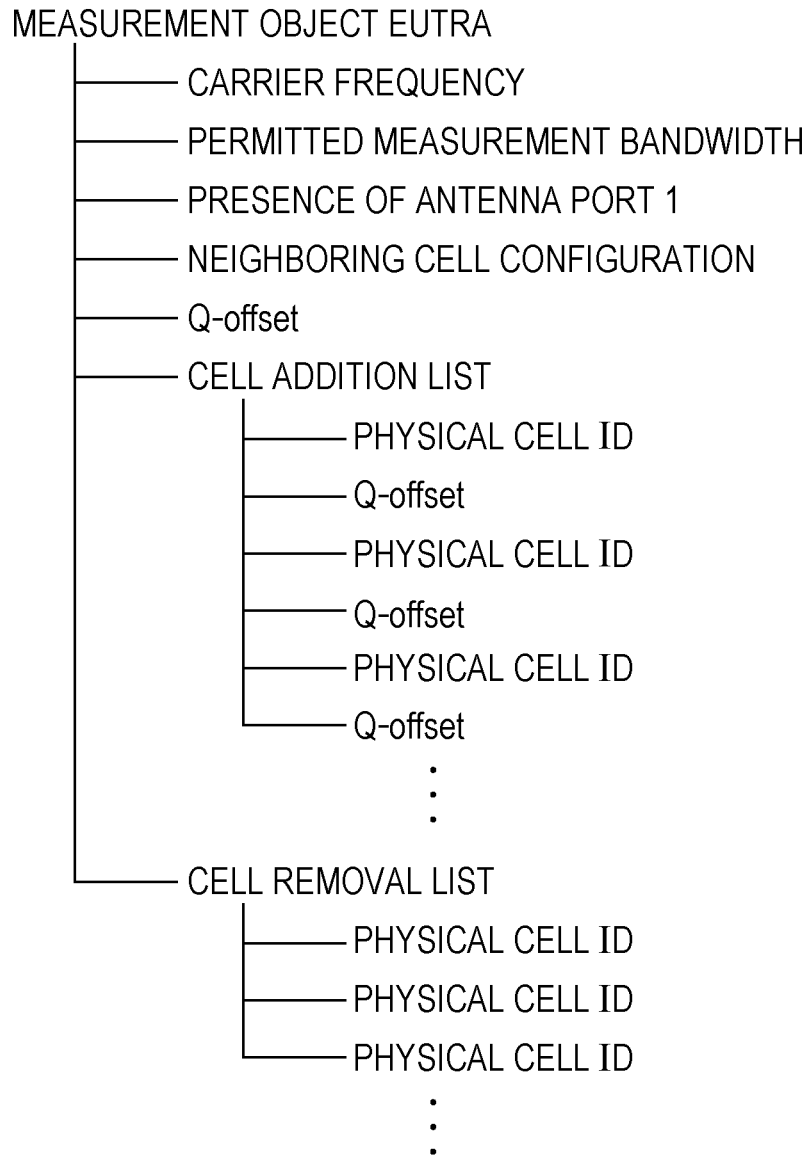 MEASUREMENT OBJECT EUTRA
CARRIER FREQUENCY
PERMITTED MEASUREMENT BANDWIDTH
PRESENCE OF ANTENNA PORT 1
NEIGHBORING CELL CONFIGURATION
Q-offset
CELL ADDITION LIST
PHYSICAL CELL ID
Q-offset
PHYSICAL CELL ID
Q-offset
PHYSICAL CELL ID
Q-offset
CELL REMOVAL LIST
PHYSICAL CELL ID
PHYSICAL CELL ID
PHYSICAL CELL ID